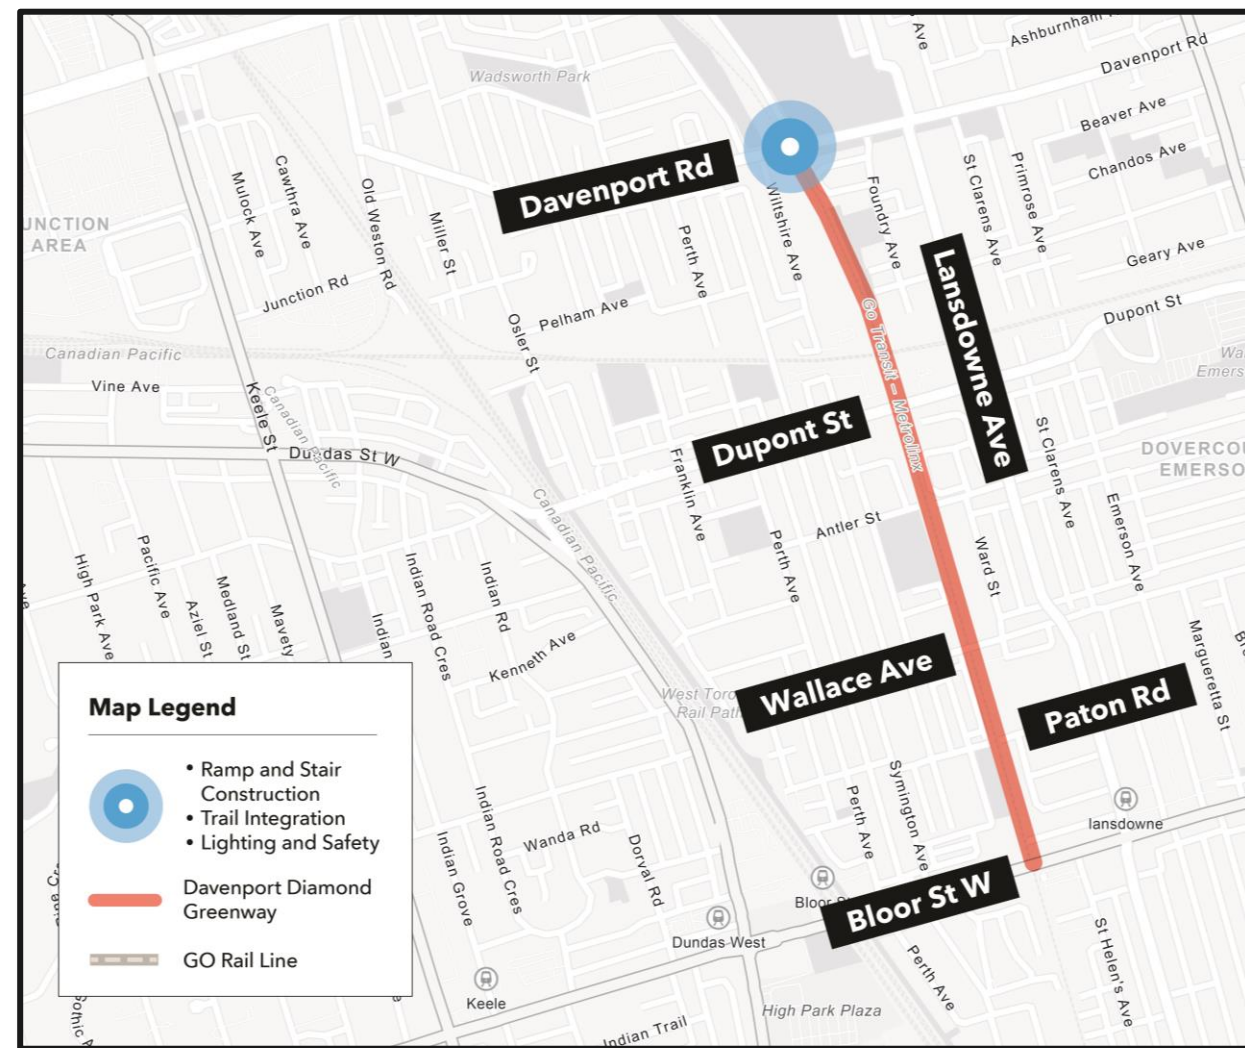 Ashburnham
Ave
Davenport Rd
Wadsworth Park
Beaver Ave
Chandos Ave
Davenport Rd
Cawthra Ave
Mulock Ave
Old Weston Rd
Miller St
Perth Ave
Wiltshire Ave
Foundry Ave
St Clarens Ave
Primrose Ave
AREA
Junction Rd
Pelham Ave
Osler St
Geary Ave
Lansdowne Ave
Go Transit – Metrolinx
Dupont St
Canadian Pacific
Vine Ave
Keele St
Canadian Pacific
Dundas St W
Dupont St
Franklin Ave
St Clarens Ave
Emerson Ave
Canadian Pacific
Antler St
Perth Ave
Ward St
High Park Ave
Pacific Ave
Aziel St
Medland St
Mavety
Indian
Indian Road Cres
Indian Rd
Kenneth Ave
Wallace Ave
Paton Rd
Margueretta St
Rail Path
Map Legend
• Ramp and Stair
Construction
• Trail Integration
• Lighting and Safety
Davenport Diamond
Greenway
GO Rail Line
Indian Road Cres
Indian Grove
Wanda Rd
Dorval Rd
Perth Ave
Symington Ave
lansdowne
Bloor St W
Dundas West
Keele
Perth Ave
St Helen's Ave
High Park Plaza
Indian Trail